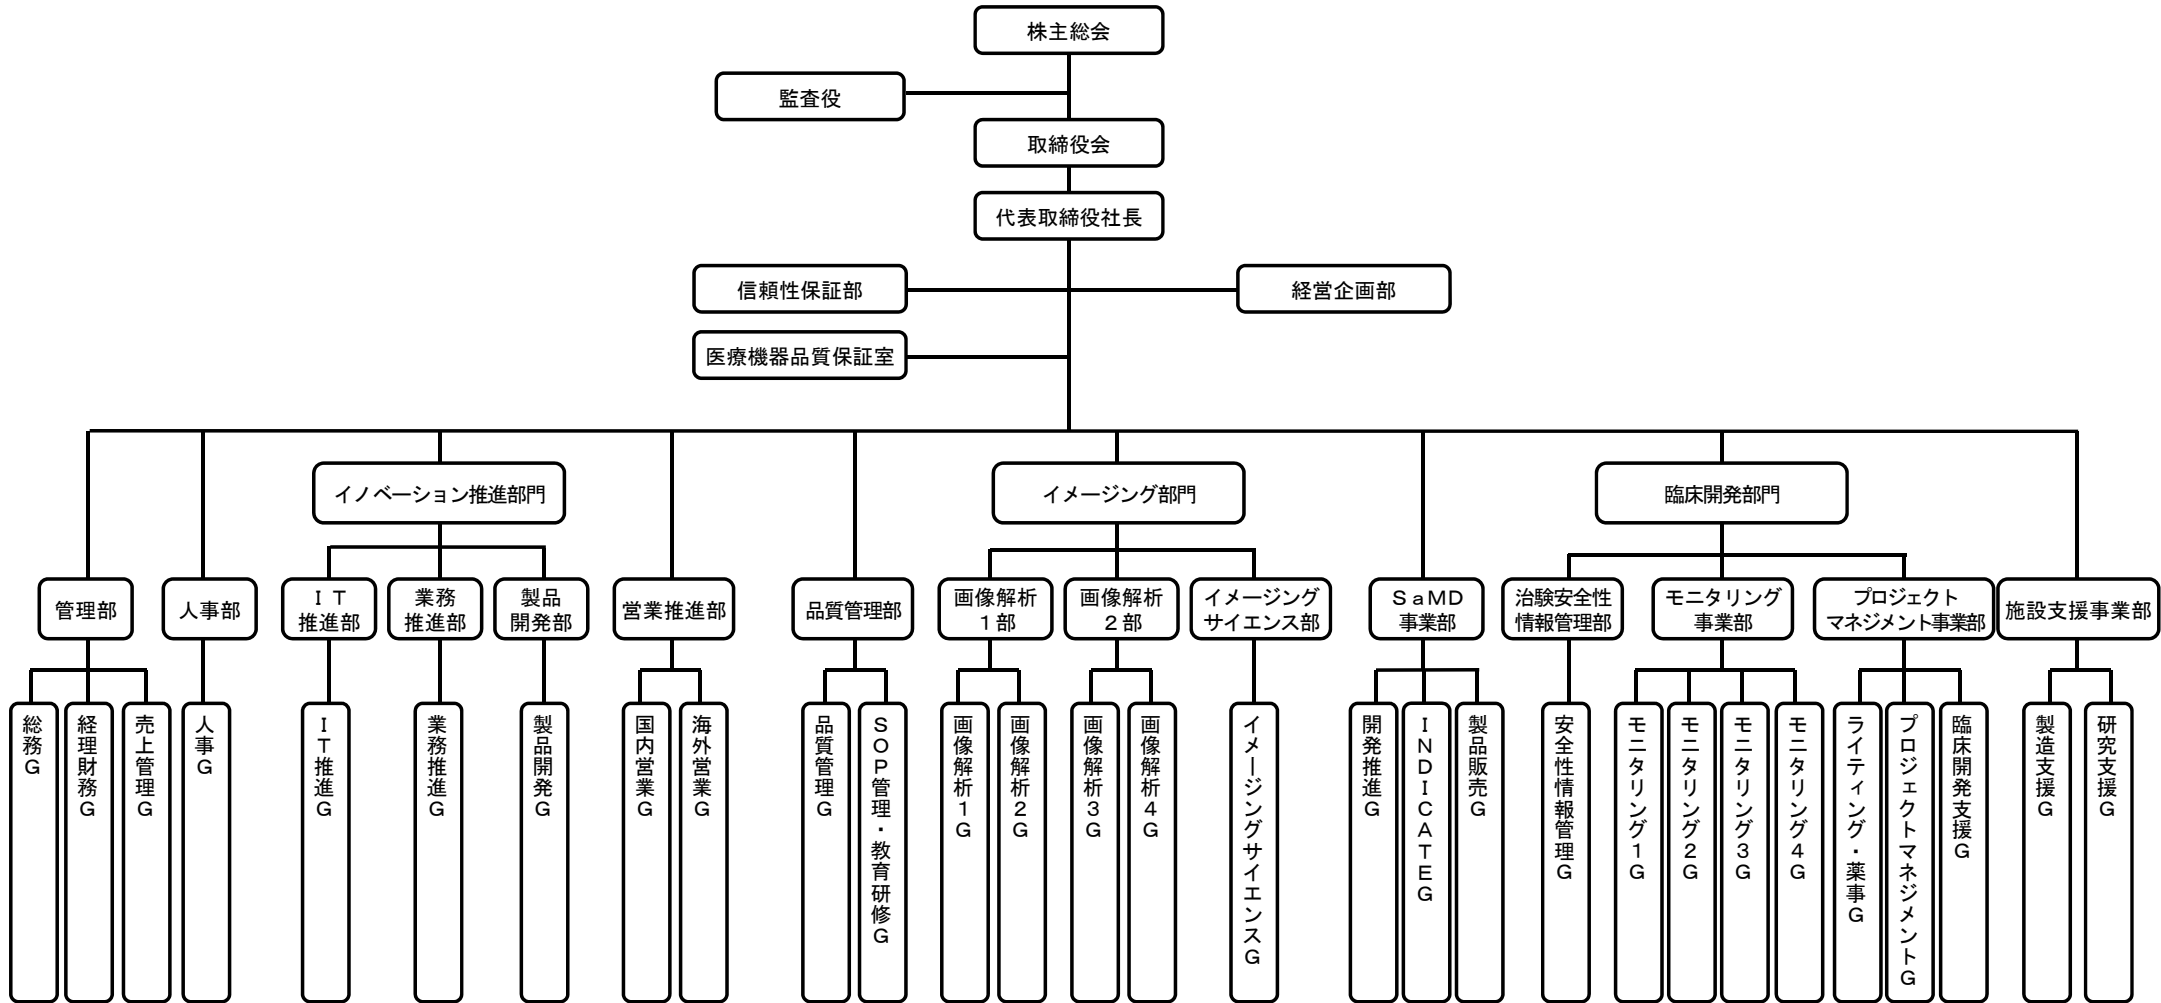 株主総会
監査役
取締役会
代表取締役社長
信頼性保証部
経営企画部
医療機器品質保証室
イノベーション推進部門
イメージング部門
臨床開発部門
管理部
人事部
ＩＴ
推進部
業務
推進部
製品
開発部
営業推進部
品質管理部
画像解析
１部
画像解析
２部
イメージング
サイエンス部
ＳａＭＤ
事業部
治験安全性
情報管理部
モニタリング
事業部
プロジェクト
マネジメント事業部
施設支援事業部
総務Ｇ
経理財務Ｇ
売上管理Ｇ
人事Ｇ
ＩＴ推進Ｇ
業務推進Ｇ
製品開発Ｇ
国内営業Ｇ
海外営業Ｇ
品質管理Ｇ
ＳＯＰ管理・教育研修Ｇ
画像解析１Ｇ
画像解析２Ｇ
画像解析３Ｇ
画像解析４Ｇ
イメージングサイエンスＧ
開発推進Ｇ
ＩＮＤＩＣＡＴＥＧ
製品販売Ｇ
安全性情報管理Ｇ
モニタリング１Ｇ
モニタリング２Ｇ
モニタリング３Ｇ
モニタリング４Ｇ
ライティング・薬事Ｇ
プロジェクトマネジメントＧ
臨床開発支援Ｇ
製造支援Ｇ
研究支援Ｇ